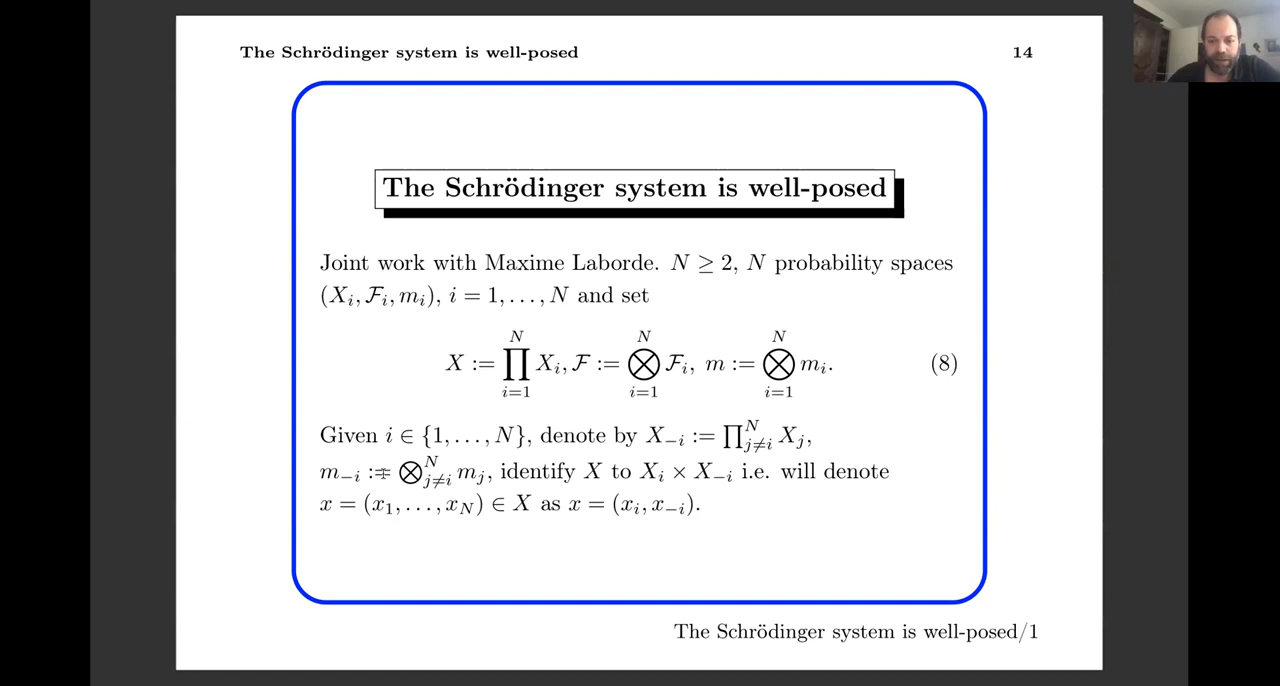 The Schrödinger system is well-posed 14
The Schrödinger system is well-posed
Joint work with Maxime Laborde. N ≥ 2, N probability spaces
(X_i, ℱ_i, m_i), i = 1, . . . , N and set
X := ∏_{i=1}^{N} X_i, ℱ := ⨂_{i=1}^{N} ℱ_i, m := ⨂_{i=1}^{N} m_i. (8)
Given i ∈ {1, . . . , N}, denote by X_{−i} := ∏_{j≠i}^{N} X_j,
m_{−i} := ⨂_{j≠i}^{N} m_j, identify X to X_i × X_{−i} i.e. will denote
x = (x_1, . . . , x_N) ∈ X as x = (x_i, x_{−i}).
The Schrödinger system is well-posed/1